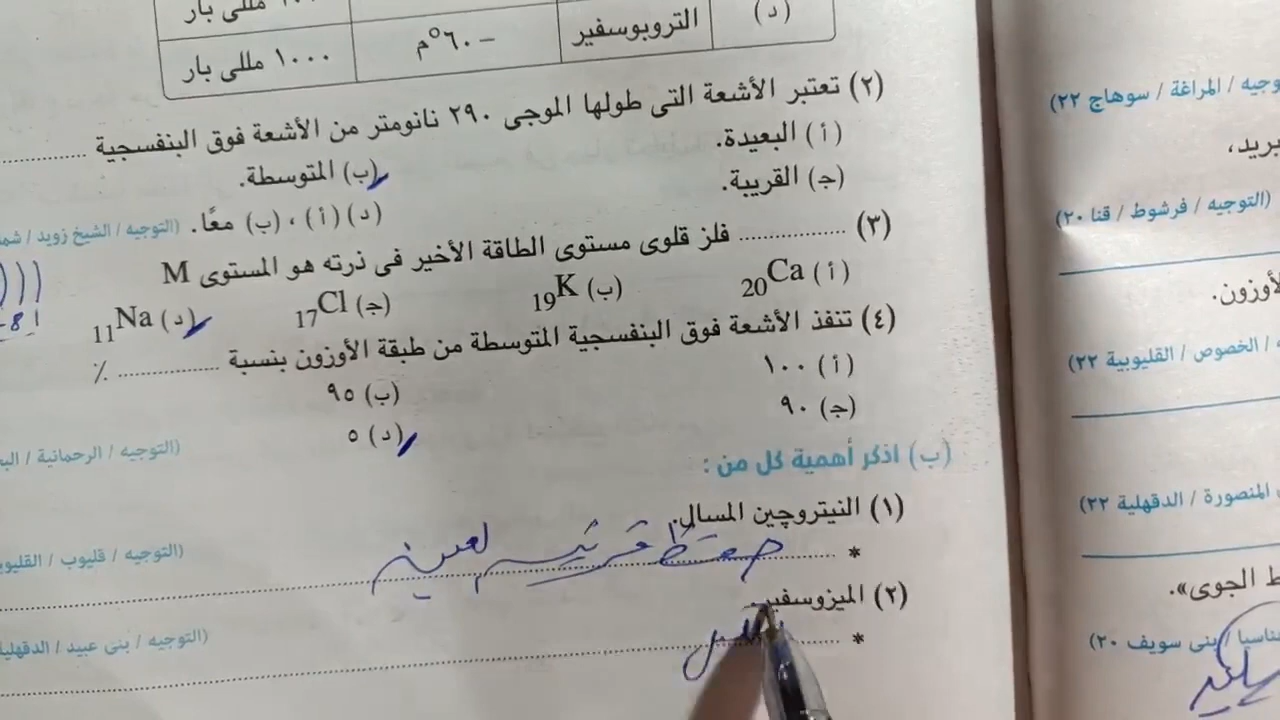 مللى بار
(د) التروبوسفير −٦٠°م ١٠٠٠ مللى بار
(٢) تعتبر الأشعة التى طولها الموجى ٢٩٠ نانومتر من الأشعة فوق البنفسجية ..............
(أ) البعيدة. (ب) المتوسطة.
(جـ) القريبة. (د) (أ) ، (ب) معًا.
(التوجيه / الشيخ زويد /
(٣) ................ فلز قلوى مستوى الطاقة الأخير فى ذرته هو المستوى M
(أ) 20Ca (ب) 19K (جـ) 17Cl (د) 11Na
(٤) تنفذ الأشعة فوق البنفسجية المتوسطة من طبقة الأوزون بنسبة ................ ٪
(أ) ١٠٠ (ب) ٩٥
(جـ) ٩٠ (د) ٥
(التوجيه / الرحمانية /
(ب) اذكر أهمية كل من :
(١) النيتروچين المسال.
* حفظ قرنية العين
(التوجيه / قليوب /
(٢) الميزوسفير.
*
(التوجيه / بنى عبيد /
/ المراغة / سوهاج ٢٢)
(التوجيه / فرشوط / قنا ٢٠)
/ الخصوص / القليوبية ٢٢)
المنصورة / الدقهلية ٢٢)
الجوى».
/ بنى سويف ٢٠)